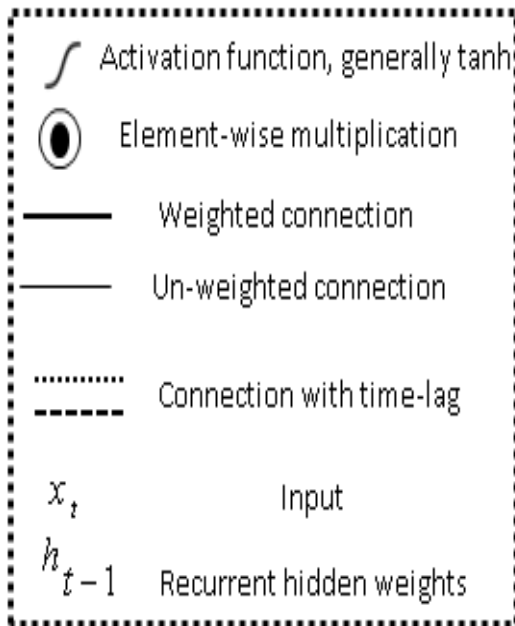 Activation function, generally tanh
Element-wise multiplication
Weighted connection
Un-weighted connection
Connection with time-lag
x_t Input
h_{t-1} Recurrent hidden weights